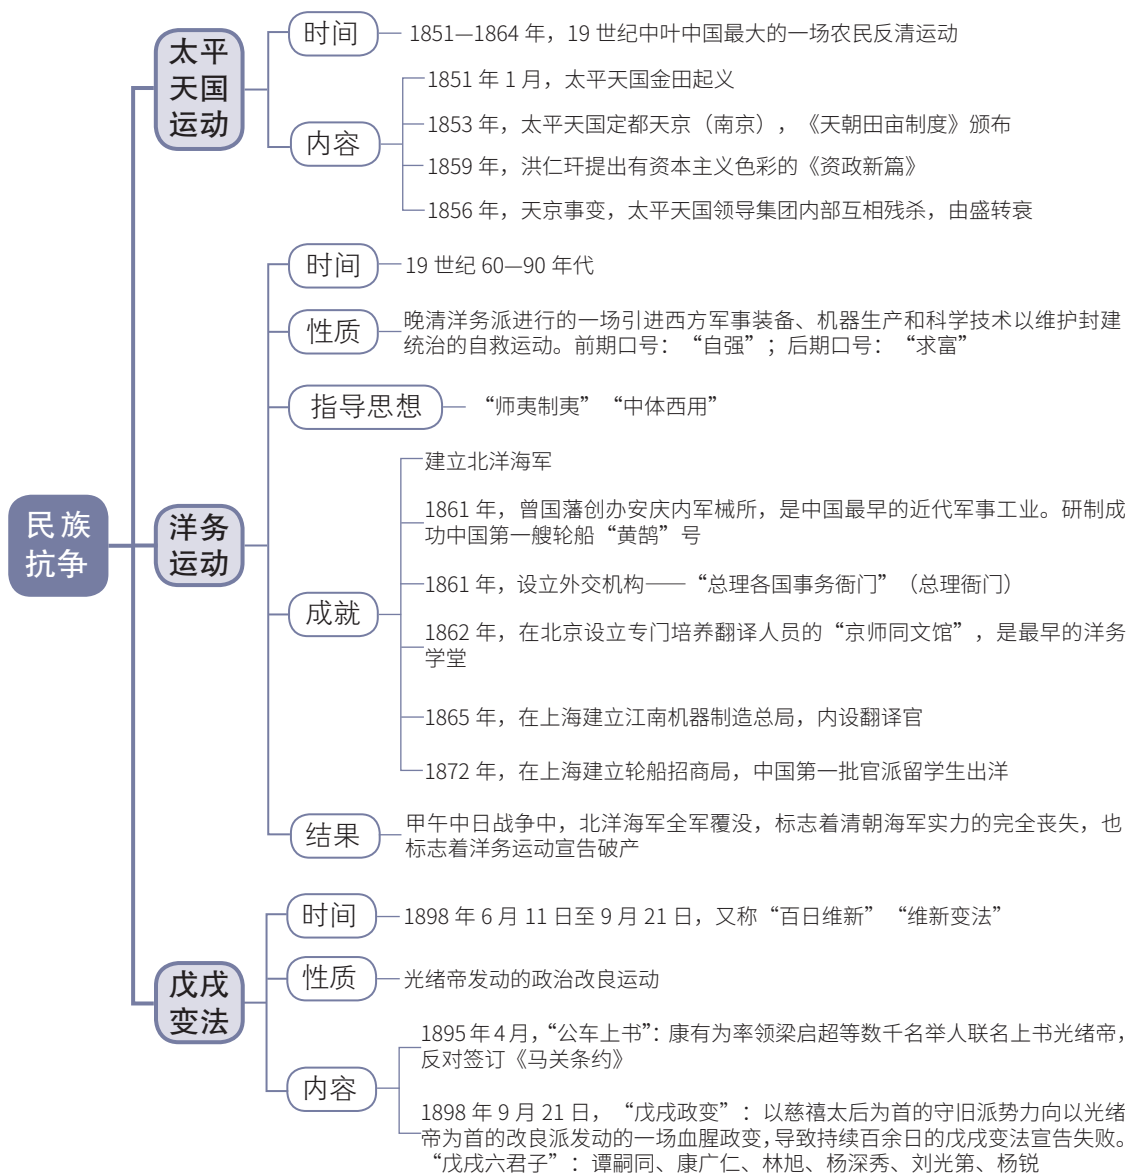 民族
抗争
太平
天国
运动
时间
1851—1864 年，19 世纪中叶中国最大的一场农民反清运动
内容
1851 年 1 月，太平天国金田起义
1853 年，太平天国定都天京（南京），《天朝田亩制度》颁布
1859 年，洪仁玕提出有资本主义色彩的《资政新篇》
1856 年，天京事变，太平天国领导集团内部互相残杀，由盛转衰
洋务
运动
时间
19 世纪 60—90 年代
性质
晚清洋务派进行的一场引进西方军事装备、机器生产和科学技术以维护封建
统治的自救运动。前期口号：“自强”；后期口号：“求富”
指导思想
“师夷制夷”“中体西用”
成就
建立北洋海军
1861 年，曾国藩创办安庆内军械所，是中国最早的近代军事工业。研制成
功中国第一艘轮船“黄鹄”号
1861 年，设立外交机构——“总理各国事务衙门”（总理衙门）
1862 年，在北京设立专门培养翻译人员的“京师同文馆”，是最早的洋务
学堂
1865 年，在上海建立江南机器制造总局，内设翻译官
1872 年，在上海建立轮船招商局，中国第一批官派留学生出洋
结果
甲午中日战争中，北洋海军全军覆没，标志着清朝海军实力的完全丧失，也
标志着洋务运动宣告破产
戊戌
变法
时间
1898 年 6 月 11 日至 9 月 21 日，又称“百日维新”“维新变法”
性质
光绪帝发动的政治改良运动
内容
1895 年 4 月，“公车上书”：康有为率领梁启超等数千名举人联名上书光绪帝，
反对签订《马关条约》
1898 年 9 月 21 日，“戊戌政变”：以慈禧太后为首的守旧派势力向以光绪
帝为首的改良派发动的一场血腥政变，导致持续百余日的戊戌变法宣告失败。
“戊戌六君子”：谭嗣同、康广仁、林旭、杨深秀、刘光第、杨锐